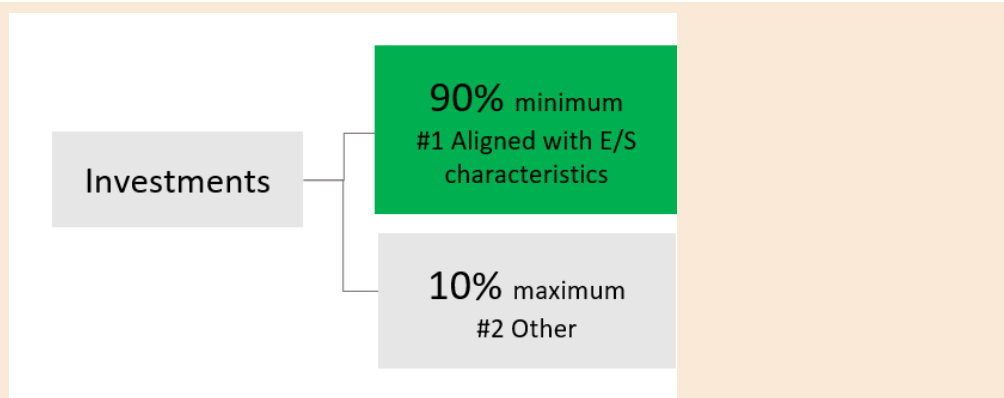 Investments
90% minimum
#1 Aligned with E/S
characteristics
10% maximum
#2 Other